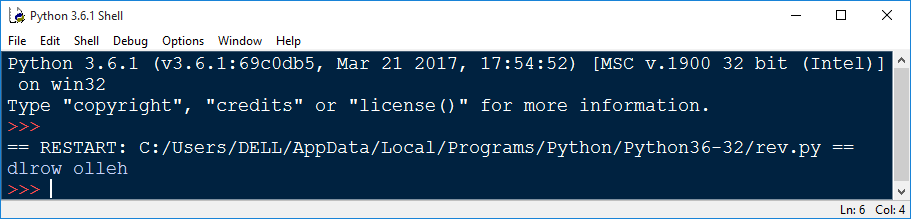 Python 3.6.1 Shell
File Edit Shell Debug Options Window Help
Python 3.6.1 (v3.6.1:69c0db5, Mar 21 2017, 17:54:52) [MSC v.1900 32 bit (Intel)]
on win32
Type "copyright", "credits" or "license()" for more information.
>>>
== RESTART: C:/Users/DELL/AppData/Local/Programs/Python/Python36-32/rev.py ==
dlrow olleh
>>>
Ln: 6 Col: 4